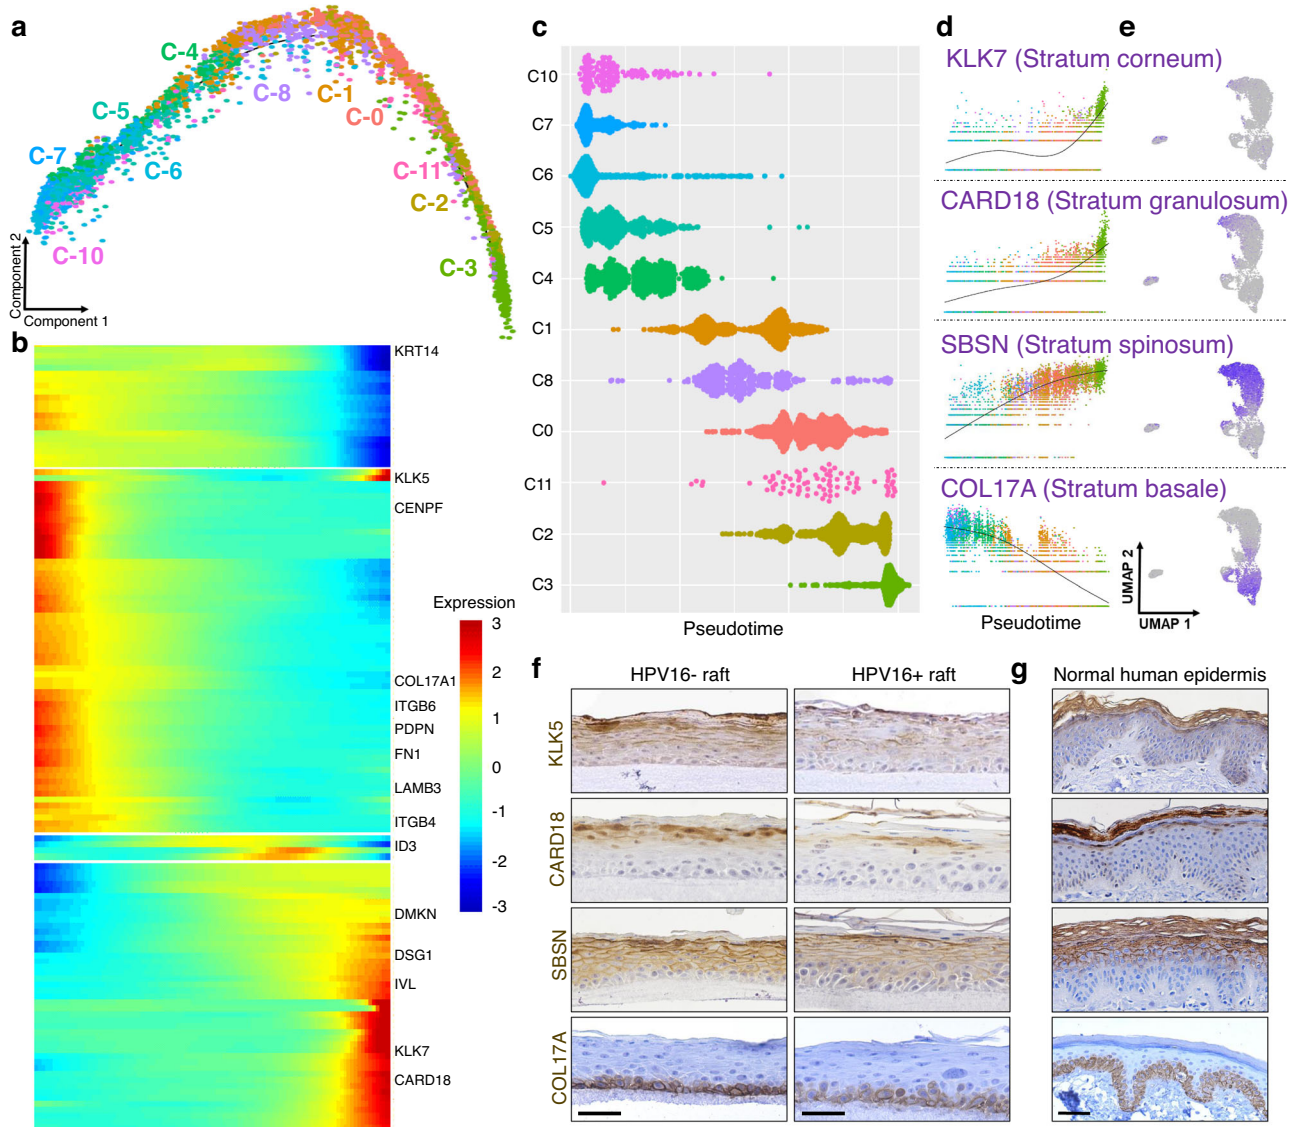 a
C-4
C-5
C-7
C-6
C-10
C-8
C-1
C-0
C-11
C-2
C-3
Component 2
Component 1
b
KRT14
KLK5
CENPF
COL17A1
ITGB6
PDPN
FN1
LAMB3
ITGB4
ID3
DMKN
DSG1
IVL
KLK7
CARD18
Expression
3
2
1
0
-1
-2
-3
c
C10
C7
C6
C5
C4
C1
C8
C0
C11
C2
C3
Pseudotime
d
e
KLK7 (Stratum corneum)
CARD18 (Stratum granulosum)
SBSN (Stratum spinosum)
COL17A (Stratum basale)
Pseudotime
UMAP 2
UMAP 1
f
HPV16- raft
HPV16+ raft
KLK5
CARD18
SBSN
COL17A
g
Normal human epidermis